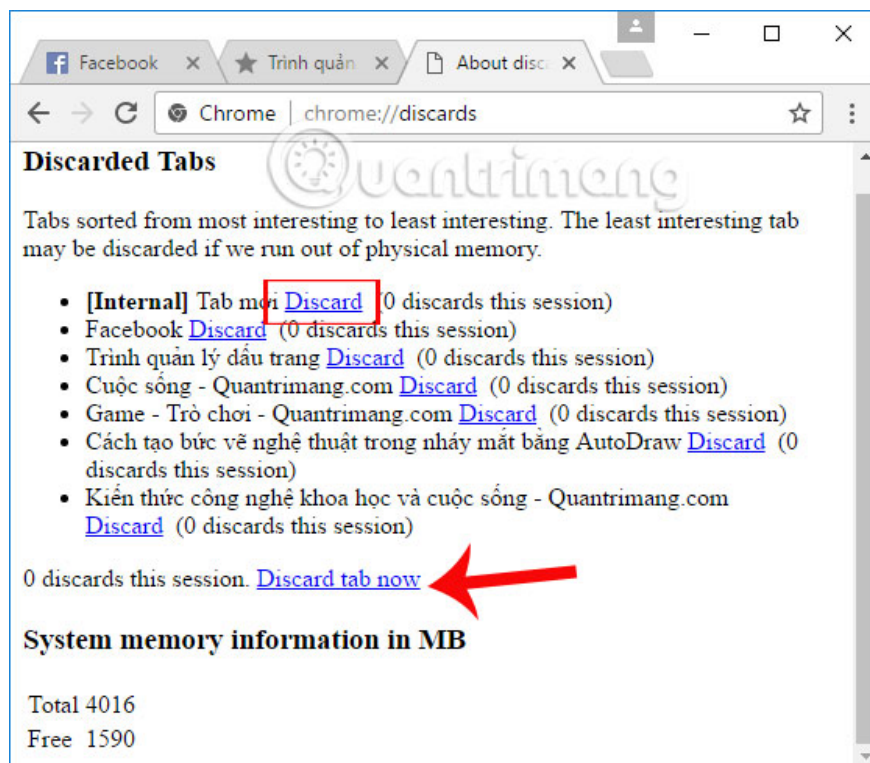 Facebook
Trình quản
About disc
Chrome | chrome://discards
Quantrimang
Discarded Tabs
Tabs sorted from most interesting to least interesting. The least interesting tab
may be discarded if we run out of physical memory.
[Internal] Tab mới Discard (0 discards this session)
Facebook Discard (0 discards this session)
Trình quản lý dấu trang Discard (0 discards this session)
Cuộc sống - Quantrimang.com Discard (0 discards this session)
Game - Trò chơi - Quantrimang.com Discard (0 discards this session)
Cách tạo bức vẽ nghệ thuật trong nháy mắt bằng AutoDraw Discard (0
discards this session)
Kiến thức công nghệ khoa học và cuộc sống - Quantrimang.com
Discard (0 discards this session)
0 discards this session. Discard tab now
System memory information in MB
Total 4016
Free 1590